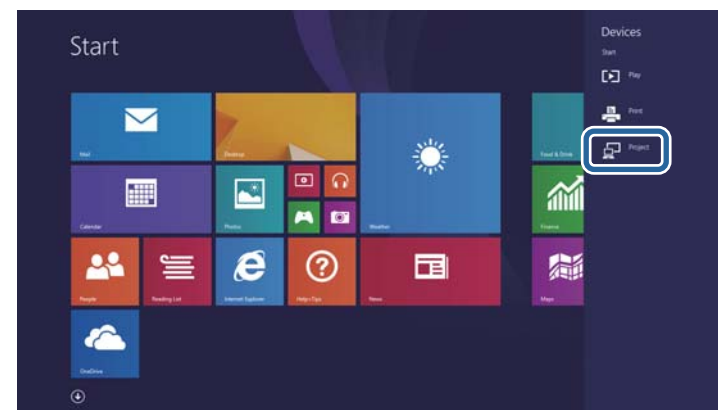 Start
Devices
Start
Play
Print
Project
Mail
Desktop
Food & Drink
Calendar
Photos
Weather
Finance
People
Reading List
Internet Explorer
Help+Tips
News
Maps
OneDrive